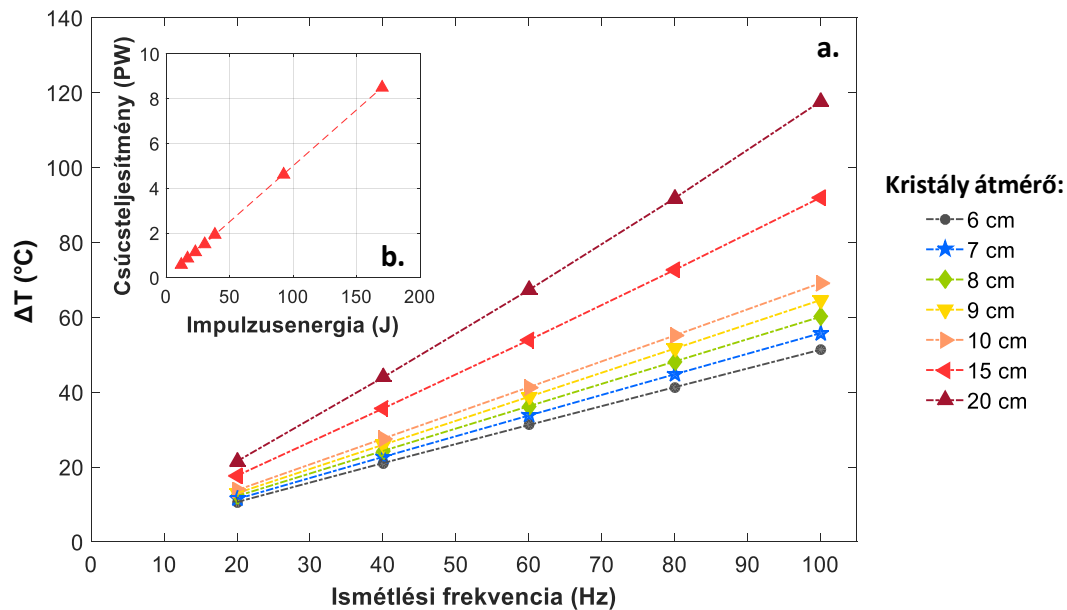 a.
140
120
100
80
60
40
20
0
ΔT (°C)
0 10 20 30 40 50 60 70 80 90 100
Ismétlési frekvencia (Hz)
10
8
6
4
2
0
Csúcsteljesítmény (PW)
b.
0 50 100 150 200
Impulzusenergia (J)
Kristály átmérő:
6 cm
7 cm
8 cm
9 cm
10 cm
15 cm
20 cm